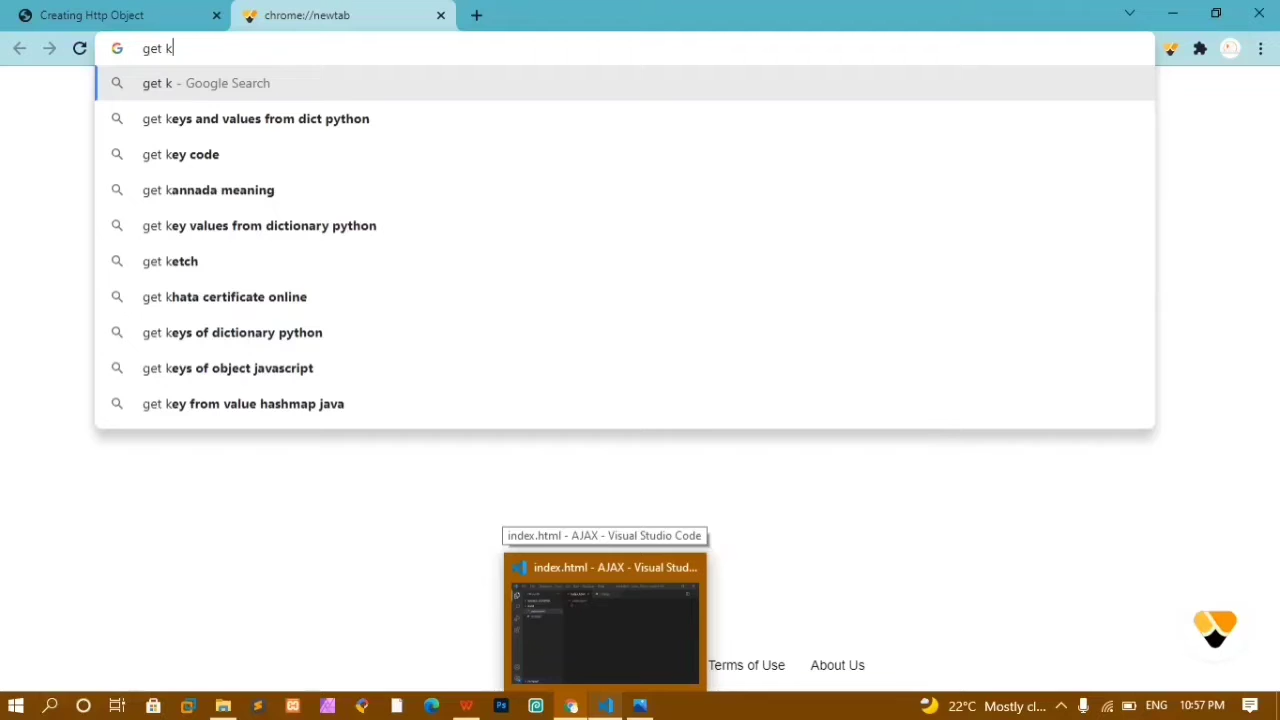 Creating Http Object
chrome://newtab
get k
get k - Google Search
get keys and values from dict python
get key code
get kannada meaning
get key values from dictionary python
get ketch
get khata certificate online
get keys of dictionary python
get keys of object javascript
get key from value hashmap java
index.html - AJAX - Visual Studio Code
index.html - AJAX - Visual Stud...
Terms of Use About Us
22°C Mostly cl... ENG 10:57 PM